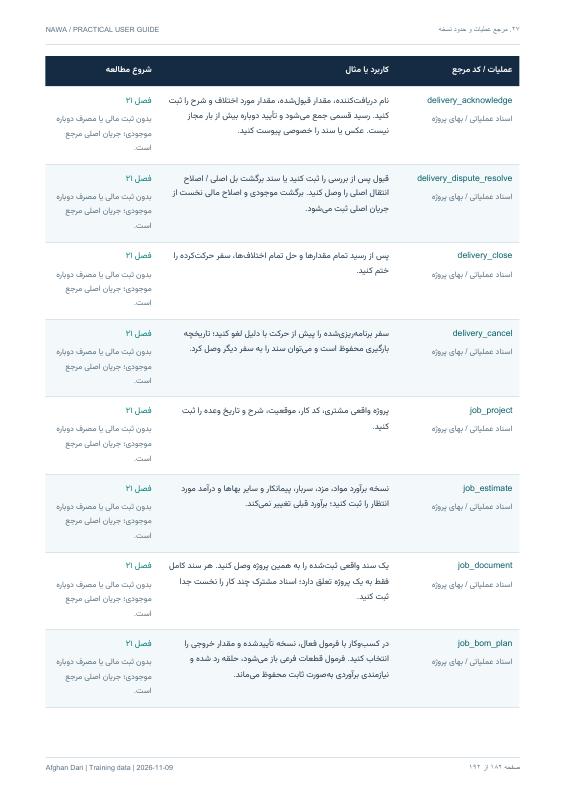 ۲۷. مرجع عملیات و حدود نسخه
NAWA / PRACTICAL USER GUIDE
عملیات / کد مرجع
کاربرد یا مثال
شروع مطالعه
delivery_acknowledge
اسناد عملیاتی / بهای پروژه
نام دریافت‌کننده، مقدار قبول‌شده، مقدار مورد اختلاف و شرح را ثبت
کنید. رسید قسمی جمع می‌شود و تأیید دوباره بیش از بار مجاز
نیست. عکس یا سند را خصوصی پیوست کنید.
فصل ۲۱
بدون ثبت مالی یا مصرف دوباره
موجودی؛ جریان اصلی مرجع
است.
delivery_dispute_resolve
اسناد عملیاتی / بهای پروژه
قبول پس از بررسی را ثبت کنید یا سند برگشت بل اصلی / اصلاح
انتقال اصلی را وصل کنید. برگشت موجودی و اصلاح مالی نخست از
جریان اصلی ثبت می‌شود.
فصل ۲۱
بدون ثبت مالی یا مصرف دوباره
موجودی؛ جریان اصلی مرجع
است.
delivery_close
اسناد عملیاتی / بهای پروژه
پس از رسید تمام مقدارها و حل تمام اختلاف‌ها، سفر حرکت‌کرده را
ختم کنید.
فصل ۲۱
بدون ثبت مالی یا مصرف دوباره
موجودی؛ جریان اصلی مرجع
است.
delivery_cancel
اسناد عملیاتی / بهای پروژه
سفر برنامه‌ریزی‌شده را پیش از حرکت با دلیل لغو کنید؛ تاریخچه
بارگیری محفوظ است و می‌توان سند را به سفر دیگر وصل کرد.
فصل ۲۱
بدون ثبت مالی یا مصرف دوباره
موجودی؛ جریان اصلی مرجع
است.
job_project
اسناد عملیاتی / بهای پروژه
پروژه واقعی مشتری، کد کار، موقعیت، شرح و تاریخ وعده را ثبت
کنید.
فصل ۲۱
بدون ثبت مالی یا مصرف دوباره
موجودی؛ جریان اصلی مرجع
است.
job_estimate
اسناد عملیاتی / بهای پروژه
نسخه برآورد مواد، مزد، سربار، پیمانکار و سایر بهاها و درآمد مورد
انتظار را ثبت کنید؛ برآورد قبلی تغییر نمی‌کند.
فصل ۲۱
بدون ثبت مالی یا مصرف دوباره
موجودی؛ جریان اصلی مرجع
است.
job_document
اسناد عملیاتی / بهای پروژه
یک سند واقعی ثبت‌شده را به همین پروژه وصل کنید. هر سند کامل
فقط به یک پروژه تعلق دارد؛ اسناد مشترک چند کار را نخست جدا
ثبت کنید.
فصل ۲۱
بدون ثبت مالی یا مصرف دوباره
موجودی؛ جریان اصلی مرجع
است.
job_bom_plan
اسناد عملیاتی / بهای پروژه
در کسب‌وکار با فرمول فعال، نسخه تأییدشده و مقدار خروجی را
انتخاب کنید. فرمول قطعات فرعی باز می‌شود، حلقه رد شده و
نیازمندی برآوردی به‌صورت ثابت محفوظ می‌ماند.
فصل ۲۱
بدون ثبت مالی یا مصرف دوباره
موجودی؛ جریان اصلی مرجع
است.
صفحه ۱۸۲ از ۱۹۲
Afghan Dari | Training data | 2026-11-09